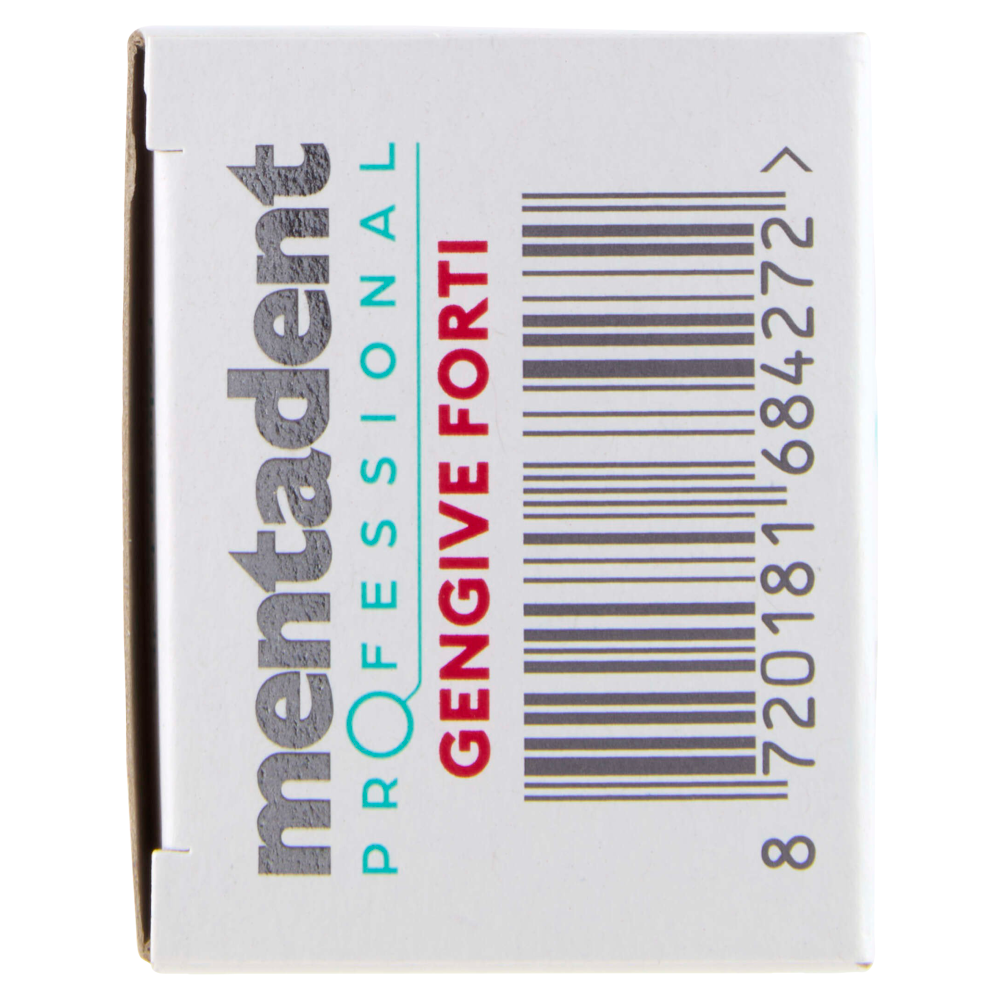 mentadent
PROFESSIONAL
GENGIVE FORTI
8 720181 684272 >